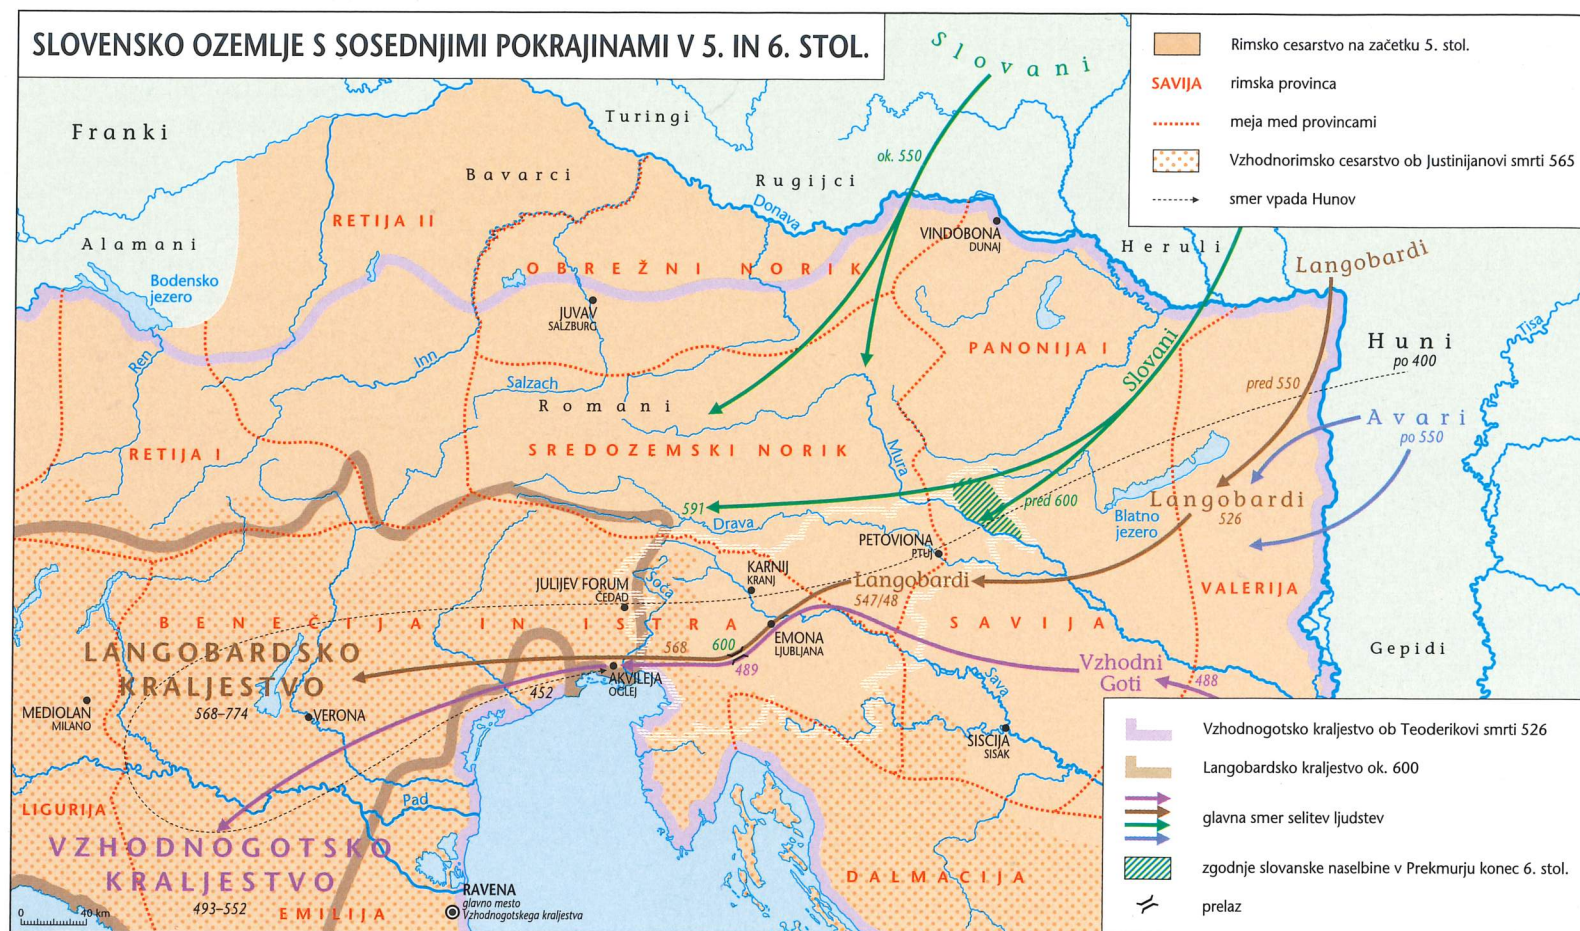 SLOVENSKO OZEMLJE S SOSEDNJIMI POKRAJINAMI V 5. IN 6. STOL.
Rimsko cesarstvo na začetku 5. stol.
SAVIJA rimska provinca
meja med provincami
Vzhodnorimsko cesarstvo ob Justinijanovi smrti 565
smer vpada Hunov
Slovani
Franki
Turingi
ok. 550
Bavarci
Rugijci
Donava
RETIJA II
Alamani
VINDOBONA
DUNAJ
Heruli
Langobardi
Bodensko
jezero
OBREŽNI NORIK
JUVAV
SALZBURG
Tisa
Huni
po 400
Ren
Inn
PANONIJA I
Slovani
Salzach
pred 550
Romani
Avari
po 550
RETIJA I
SREDOZEMSKI NORIK
Mura
Langobardi
526
591
pred 600
Drava
Blatno
jezero
PETOVIONA
PTUJ
KARNIJ
KRANJ
JULIJEV FORUM
ČEDAD
Soča
Langobardi
547/48
VALERIJA
BENEČIJA IN ISTRA
SAVIJA
EMONA
LJUBLJANA
568
600
489
Gepidi
LANGOBARDSKO
KRALJESTVO
568–774
Vzhodni
Goti
488
AKVILEJA
OGLEJ
452
Sava
MEDIOLAN
MILANO
VERONA
SISCIJA
SISAK
Vzhodnogotsko kraljestvo ob Teoderikovi smrti 526
Langobardsko kraljestvo ok. 600
glavna smer selitev ljudstev
zgodnje slovanske naselbine v Prekmurju konec 6. stol.
prelaz
LIGURIJA
Pad
VZHODNOGOTSKO
KRALJESTVO
493–552
DALMACIJA
RAVENA
glavno mesto
Vzhodnogotskega kraljestva
EMILIJA
0 40 km